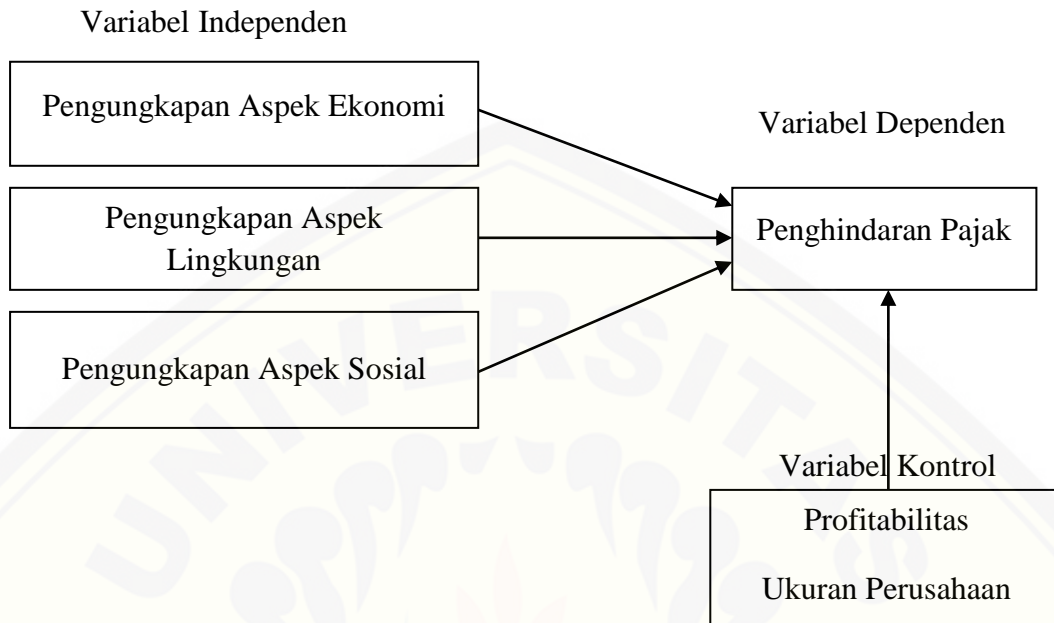 Variabel Independen
Pengungkapan Aspek Ekonomi
Pengungkapan Aspek
Lingkungan
Pengungkapan Aspek Sosial
Variabel Dependen
Penghindaran Pajak
Variabel Kontrol
Profitabilitas
Ukuran Perusahaan
UNIVERSITAS